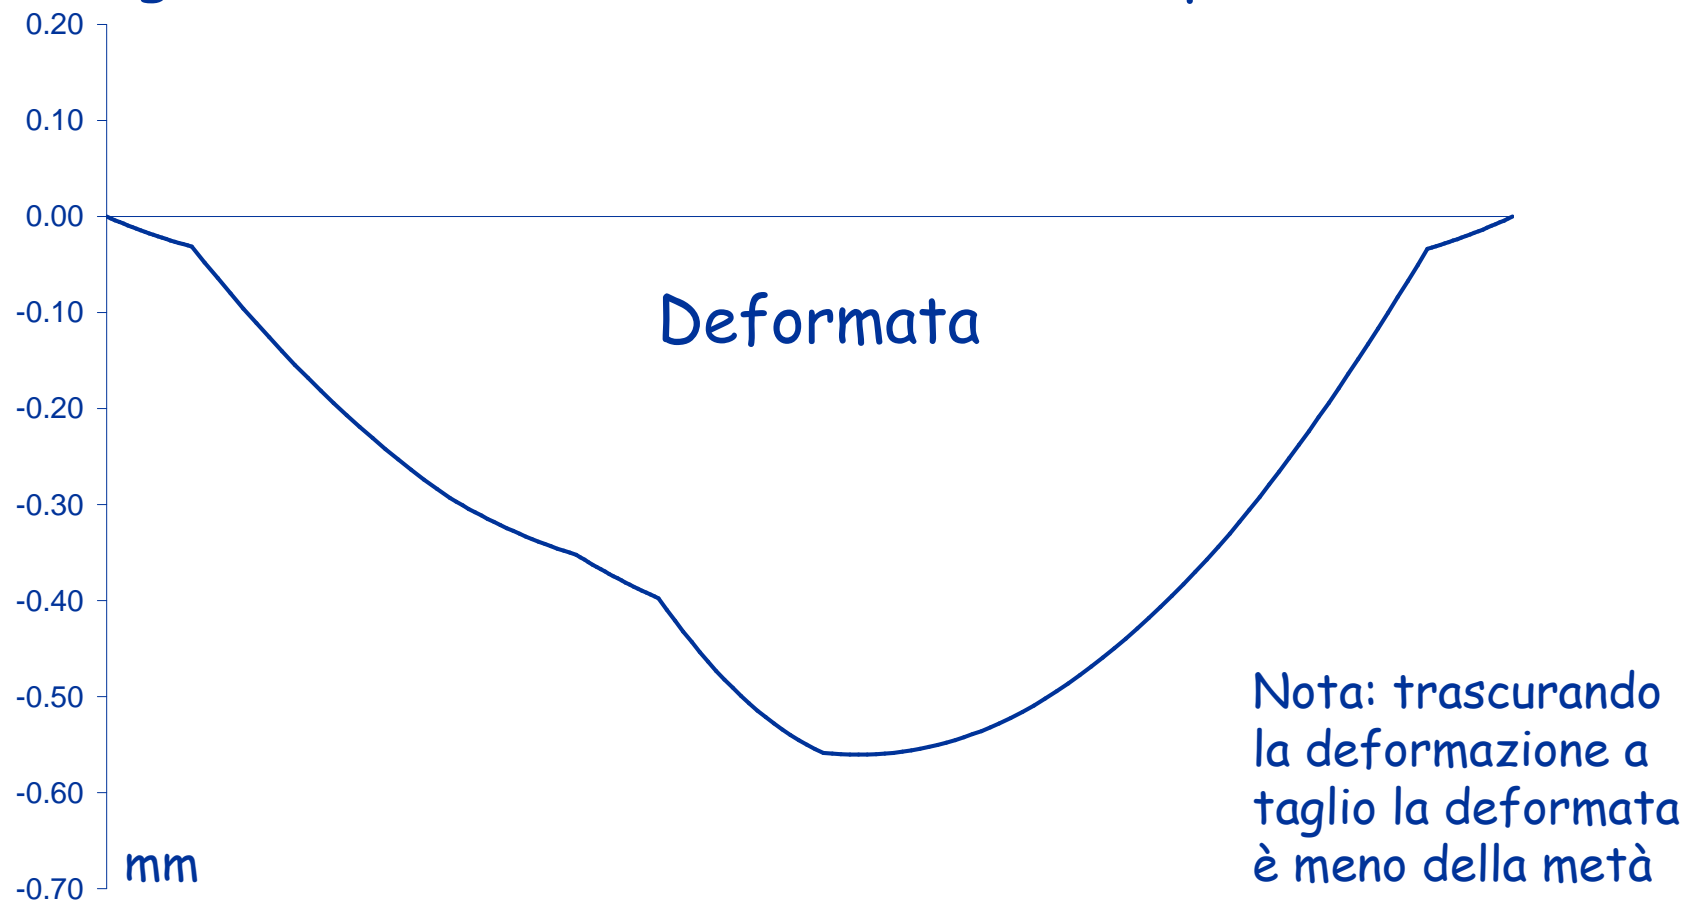 0.20
0.10
0.00
-0.10
Deformata
-0.20
-0.30
-0.40
-0.50
Nota: trascurando
la deformazione a
taglio la deformata
è meno della metà
-0.60
mm
-0.70